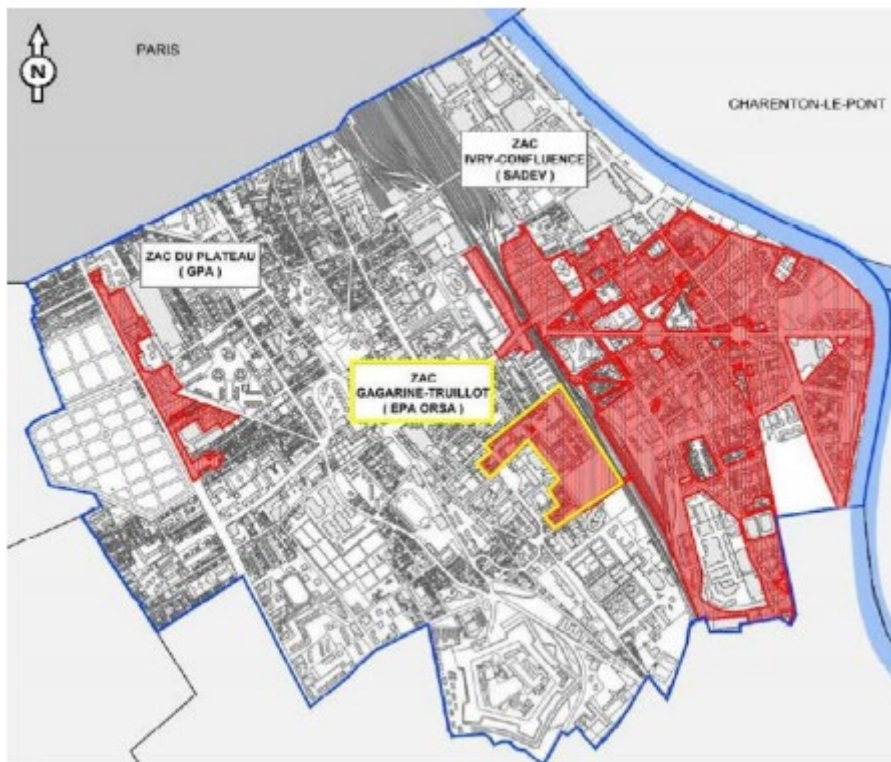 N
PARIS
CHARENTON-LE-PONT
ZAC
IVRY-CONFLUENCE
( SADEV )
ZAC DU PLATEAU
( GPA )
ZAC
GAGARINE-TRUILLOT
( EPA ORSA )